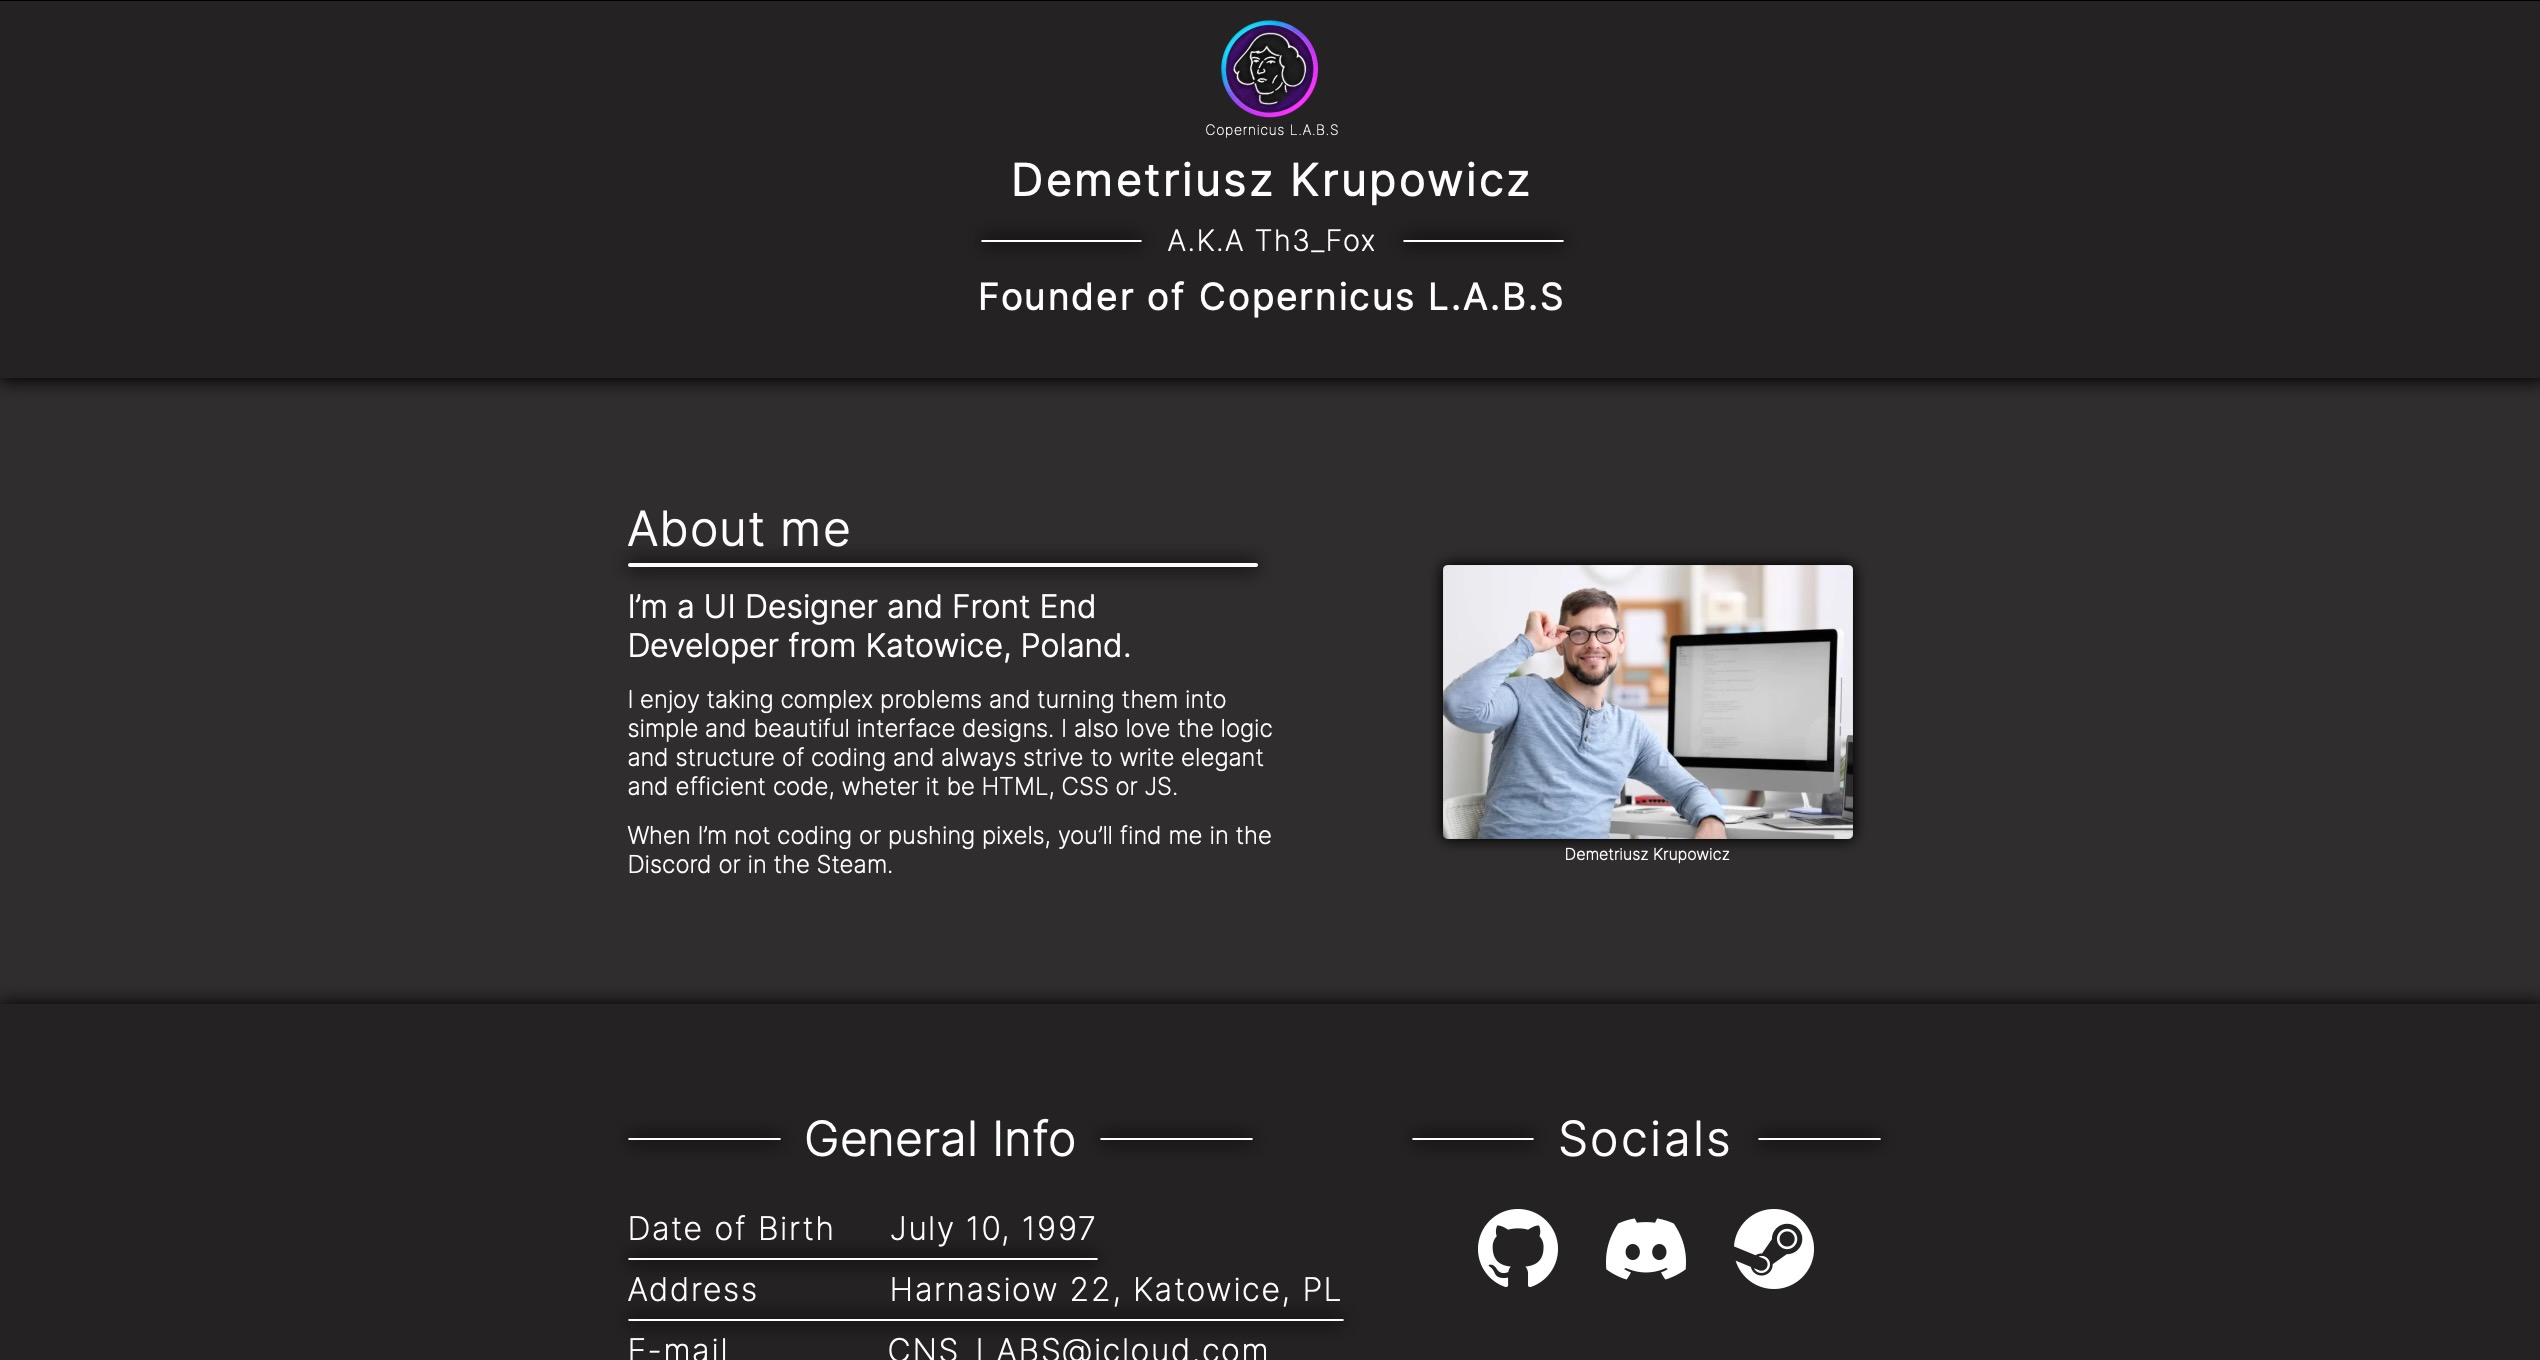 Copernicus L.A.B.S
Demetriusz Krupowicz
A.K.A Th3_Fox
Founder of Copernicus L.A.B.S
About me
I’m a UI Designer and Front End
Developer from Katowice, Poland.
I enjoy taking complex problems and turning them into
simple and beautiful interface designs. I also love the logic
and structure of coding and always strive to write elegant
and efficient code, wheter it be HTML, CSS or JS.
When I’m not coding or pushing pixels, you’ll find me in the
Discord or in the Steam.
Demetriusz Krupowicz
General Info
Date of Birth July 10, 1997
Address Harnasiow 22, Katowice, PL
E-mail CNS_LABS@icloud.com
Socials